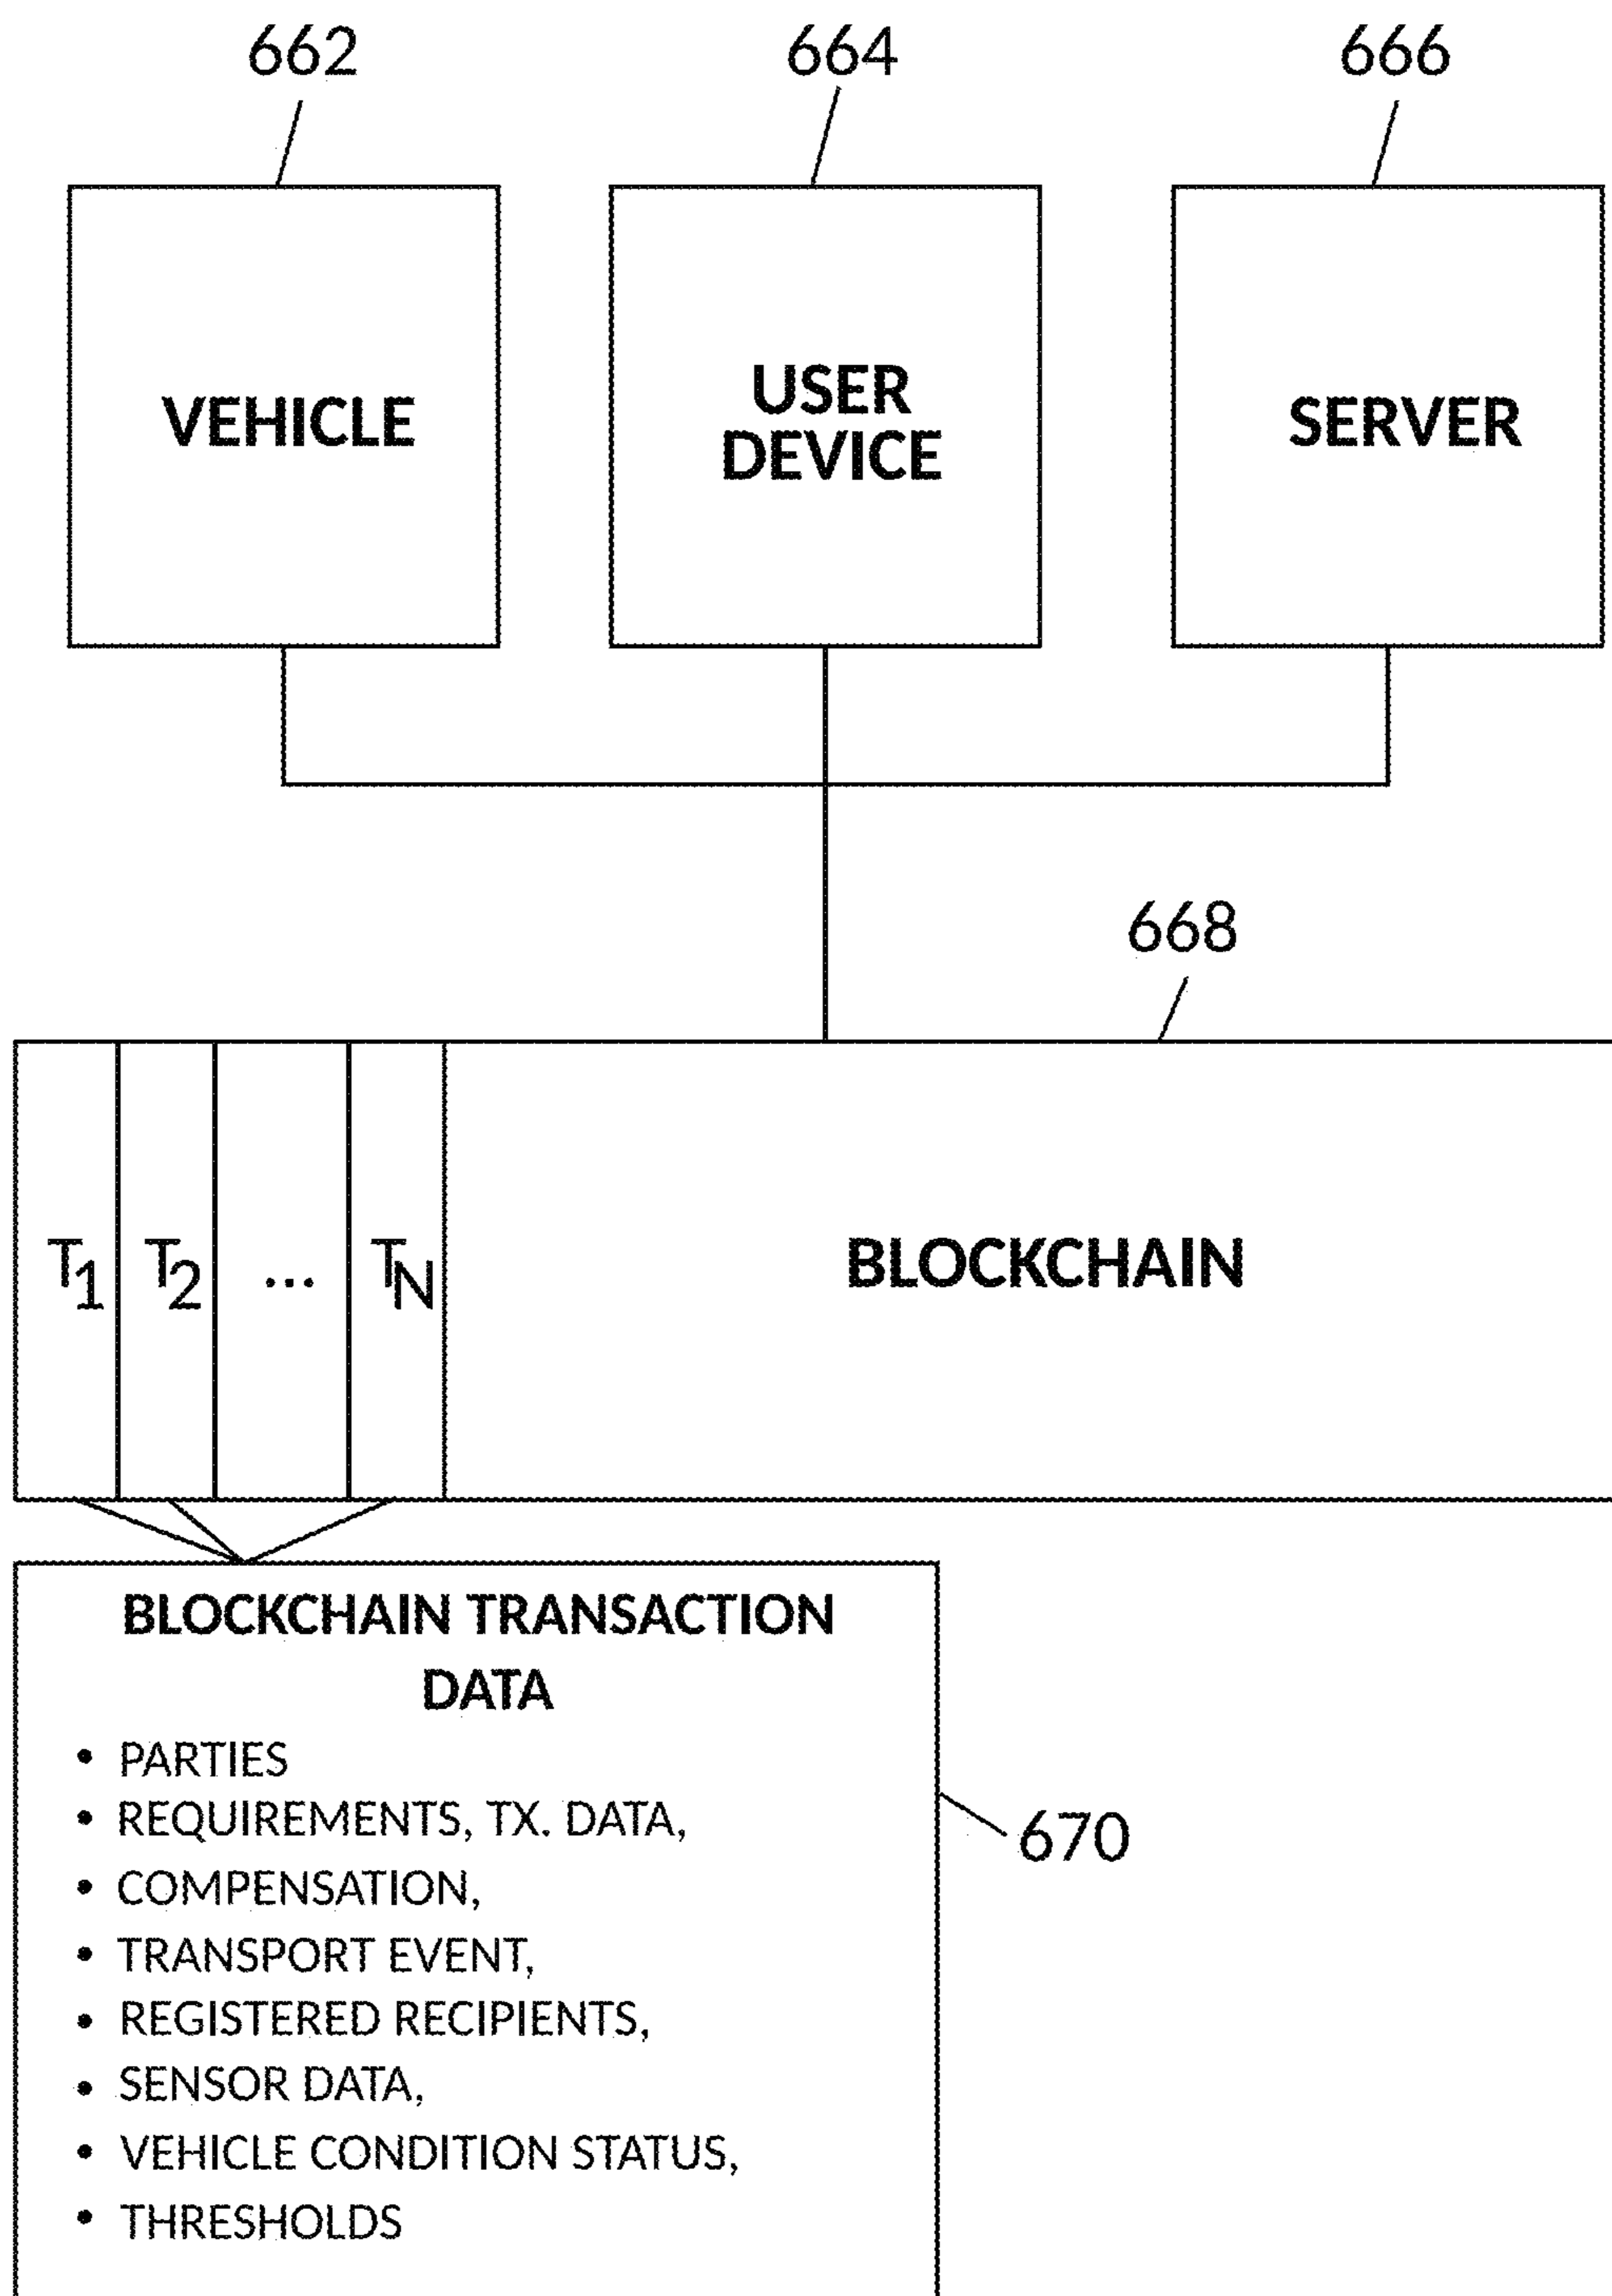 662
664
666
VEHICLE
USER
DEVICE
SERVER
668
T1
T2
...
TN
BLOCKCHAIN
BLOCKCHAIN TRANSACTION
DATA
• PARTIES
• REQUIREMENTS, TX. DATA,
• COMPENSATION,
• TRANSPORT EVENT,
• REGISTERED RECIPIENTS,
• SENSOR DATA,
• VEHICLE CONDITION STATUS,
• THRESHOLDS
670